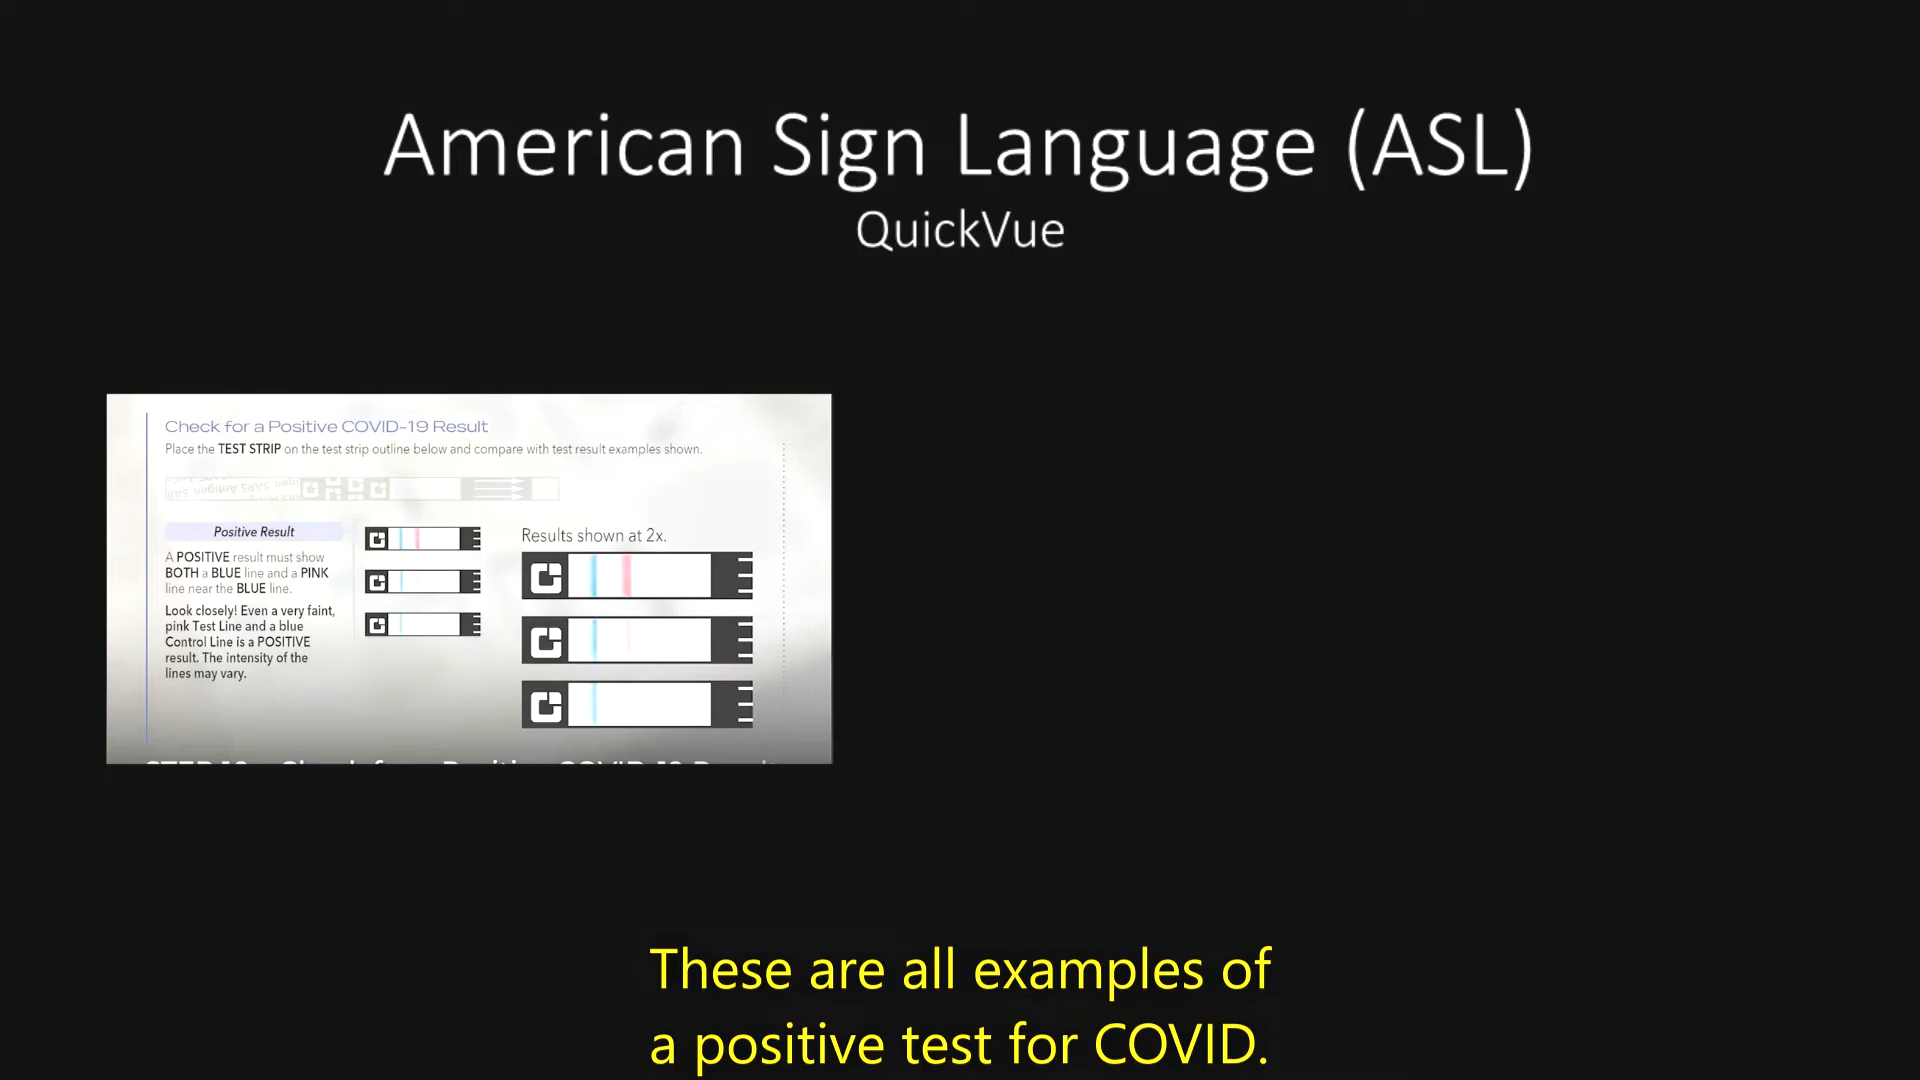 American Sign Language (ASL)
QuickVue
Check for a Positive COVID-19 Result
Place the TEST STRIP on the test strip outline below and compare with test result examples shown.
Positive Result
A POSITIVE result must show
BOTH a BLUE line and a PINK
line near the BLUE line.
Look closely! Even a very faint,
pink Test Line and a blue
Control Line is a POSITIVE
result. The intensity of the
lines may vary.
Results shown at 2x.
These are all examples of
a positive test for COVID.